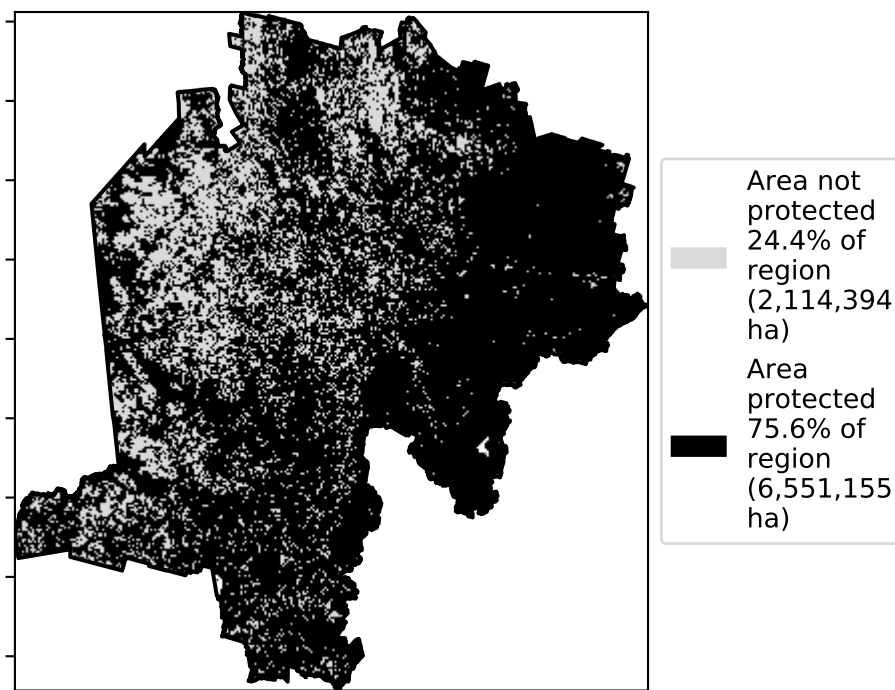 Area not
protected
24.4% of
region
(2,114,394
ha)
Area
protected
75.6% of
region
(6,551,155
ha)